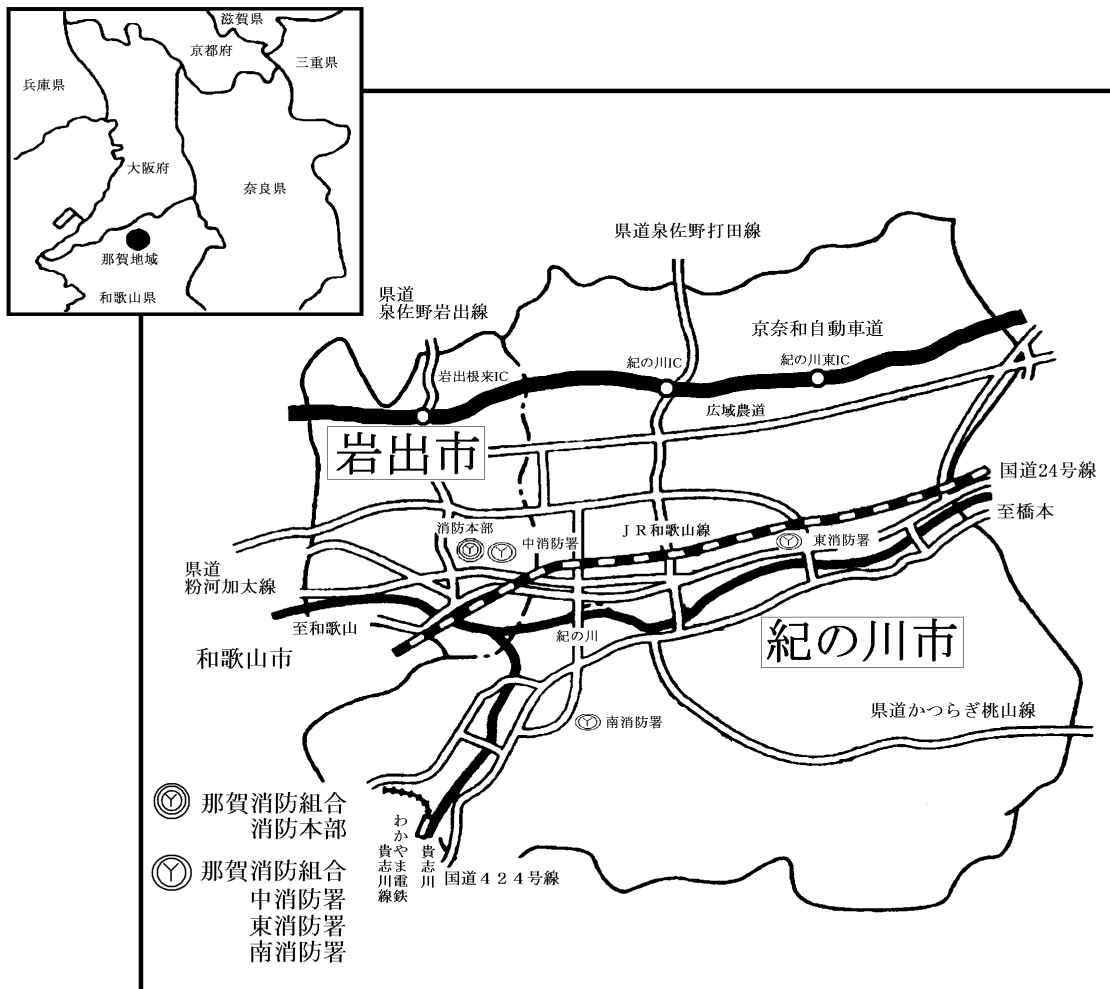 滋賀県
京都府
三重県
兵庫県
大阪府
奈良県
那賀地域
和歌山県
県道泉佐野打田線
県道
泉佐野岩出線
京奈和自動車道
紀の川東IC
紀の川IC
岩出根来IC
広域農道
岩出市
国道24号線
至橋本
消防本部
中消防署
JR和歌山線
東消防署
県道
粉河加太線
至和歌山
紀の川
和歌山市
紀の川市
県道かつらぎ桃山線
南消防署
那賀消防組合
消防本部
那賀消防組合
中消防署
東消防署
南消防署
わかやま電鉄
貴志川線
貴志川
国道424号線